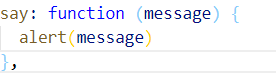 say: function (message) {
  alert(message)
},